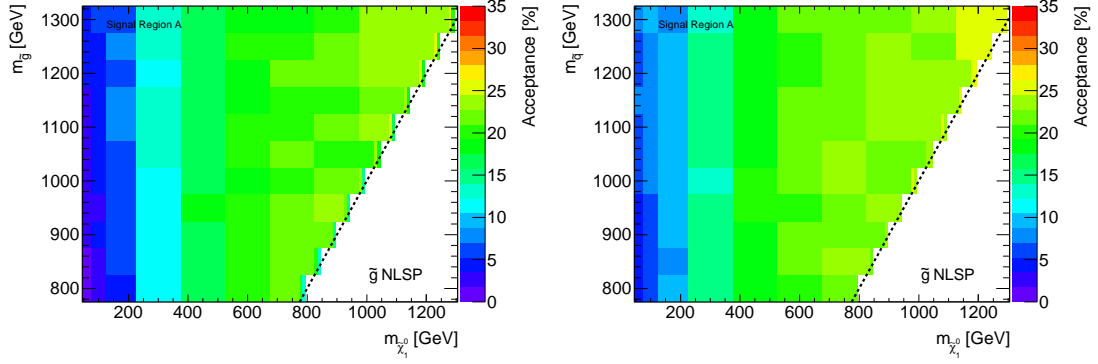 Signal Region A
m_g̃ [GeV]
1300
1200
1100
1000
900
800
200 400 600 800 1000 1200
m_χ̃₁⁰ [GeV]
g̃ NLSP
Acceptance [%]
35
30
25
20
15
10
5
0
Signal Region A
m_q̃ [GeV]
1300
1200
1100
1000
900
800
200 400 600 800 1000 1200
m_χ̃₁⁰ [GeV]
g̃ NLSP
Acceptance [%]
35
30
25
20
15
10
5
0